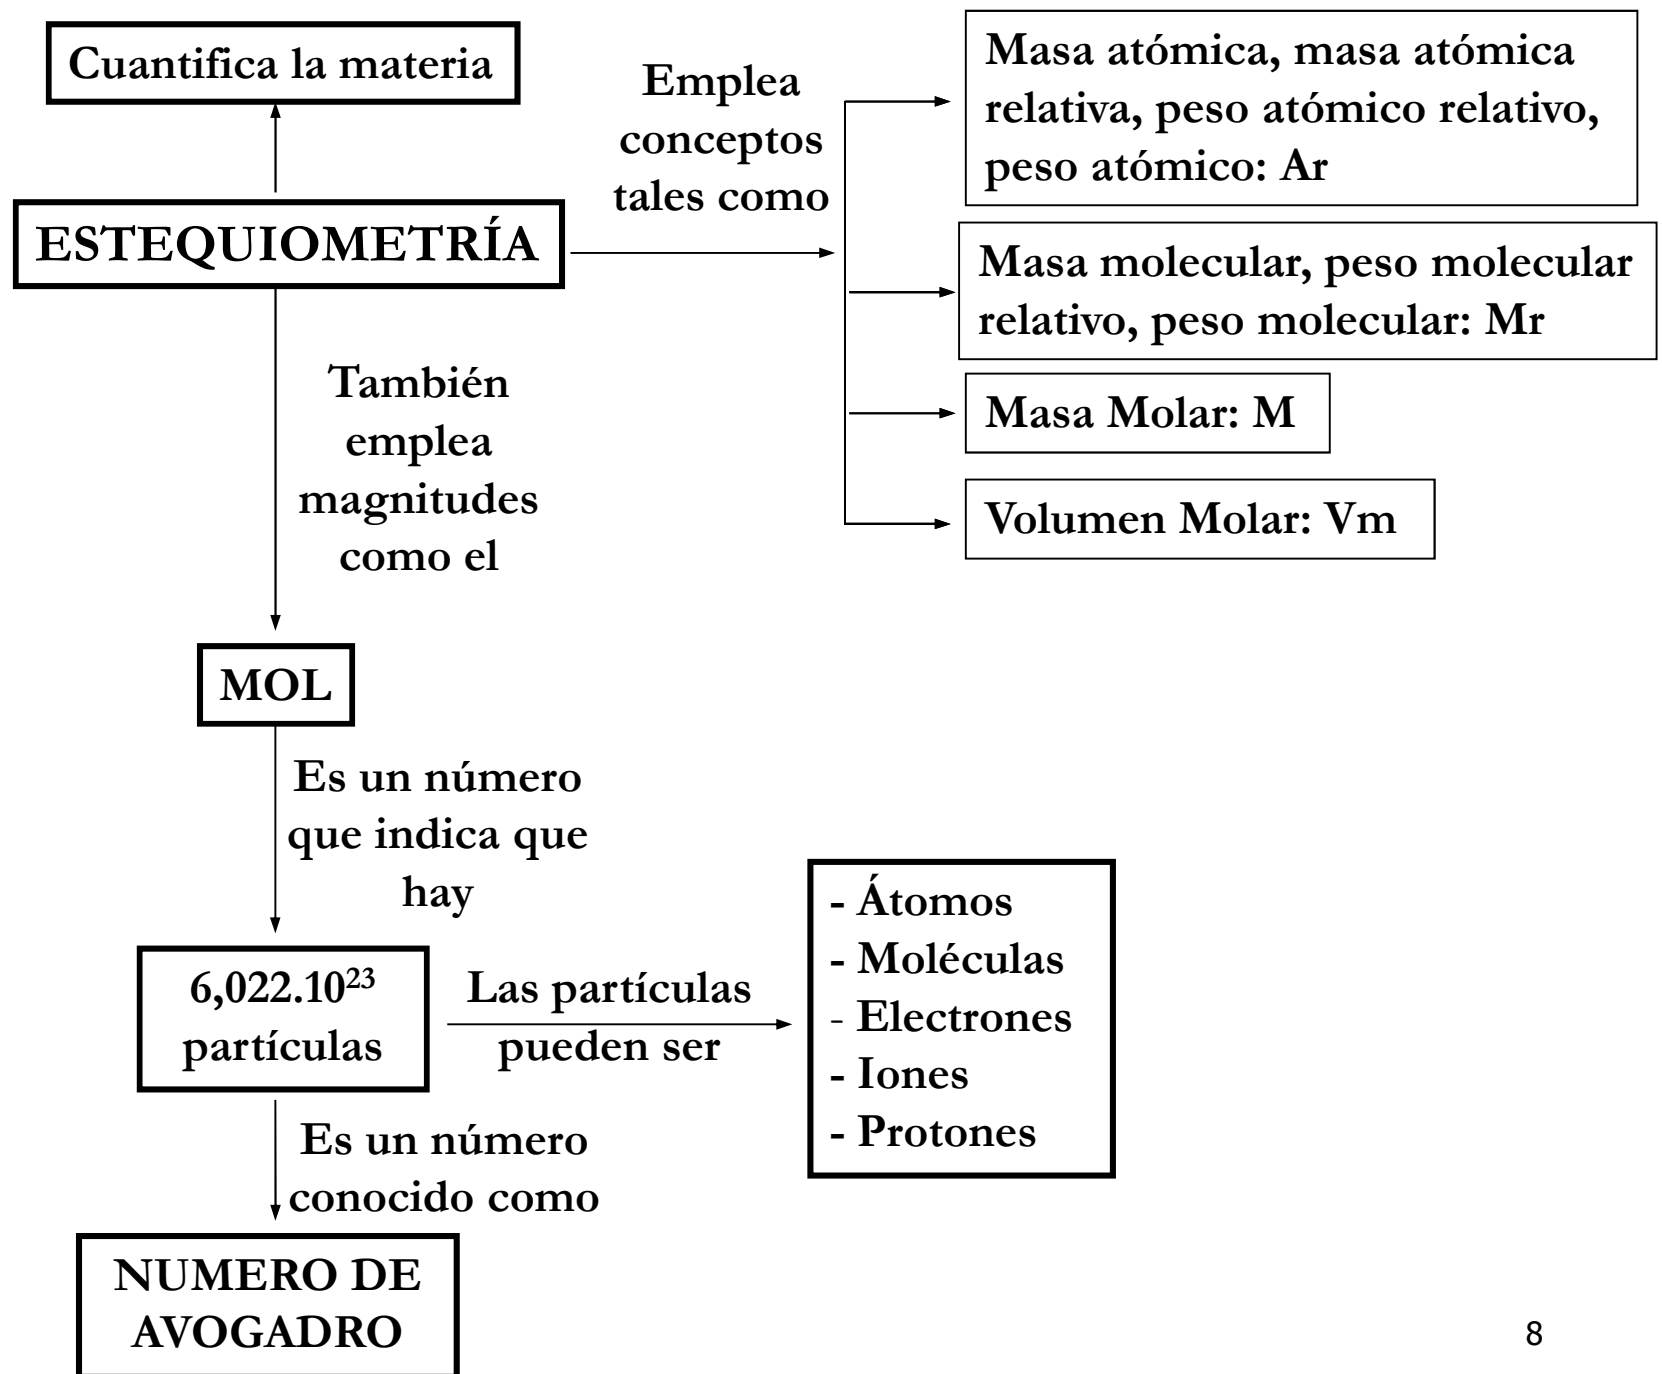 Cuantifica la materia
ESTEQUIOMETRÍA
Emplea
conceptos
tales como
Masa atómica, masa atómica
relativa, peso atómico relativo,
peso atómico: Ar
Masa molecular, peso molecular
relativo, peso molecular: Mr
Masa Molar: M
Volumen Molar: Vm
También
emplea
magnitudes
como el
MOL
Es un número
que indica que
hay
6,022.10²³
partículas
Las partículas
pueden ser
- Átomos
- Moléculas
- Electrones
- Iones
- Protones
Es un número
conocido como
NUMERO DE
AVOGADRO
8